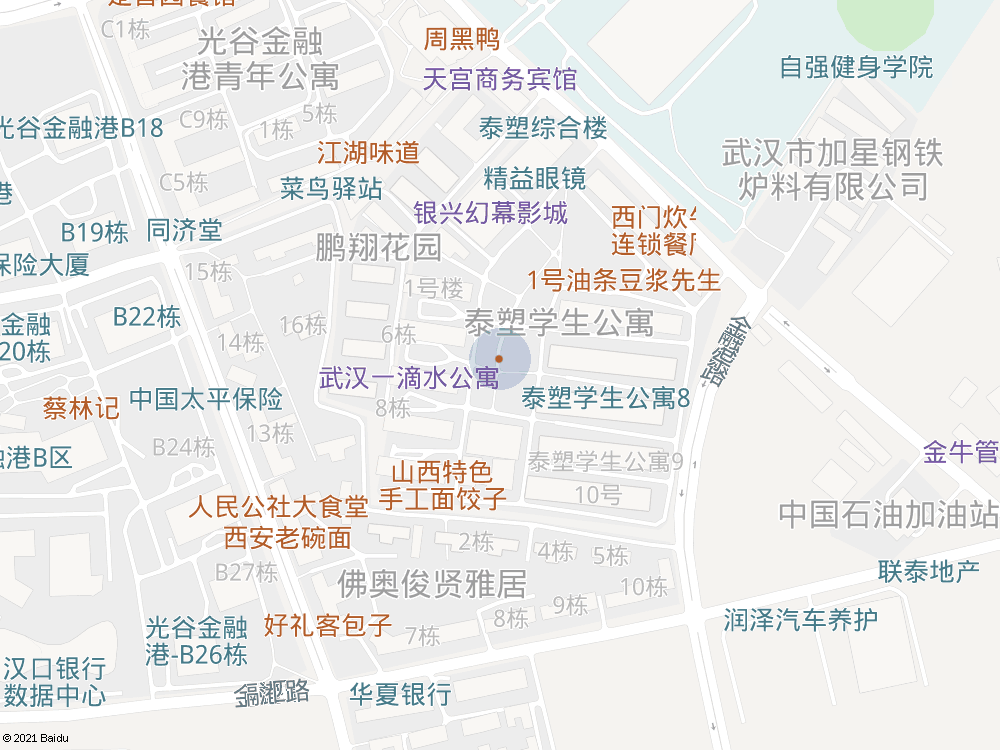 C1栋
周黑鸭
光谷金融
港青年公寓
天宫商务宾馆
自强健身学院
5栋
C9栋
1栋
光谷金融港B18
泰塑综合楼
江湖味道
武汉市加星钢铁
炉料有限公司
C5栋
菜鸟驿站
精益眼镜
港
银兴幻幕影城
西门炊
连锁餐
B19栋
同济堂
鹏翔花园
保险大厦
15栋
1号楼
1号油条豆浆先生
金融
20栋
B22栋
16栋
14栋
6栋
泰塑学生公寓
金融港路
武汉一滴水公寓
中国太平保险
蔡林记
8栋
泰塑学生公寓8
13栋
B24栋
融港B区
泰塑学生公寓9
金牛管
山西特色
手工面饺子
10号
人民公社大食堂
西安老碗面
中国石油加油站
2栋
4栋
5栋
B27栋
佛奥俊贤雅居
10栋
联泰地产
9栋
8栋
润泽汽车养护
光谷金融
港-B26栋
好礼客包子
7栋
汉口银行
数据中心
华夏银行
© 2021 Baidu